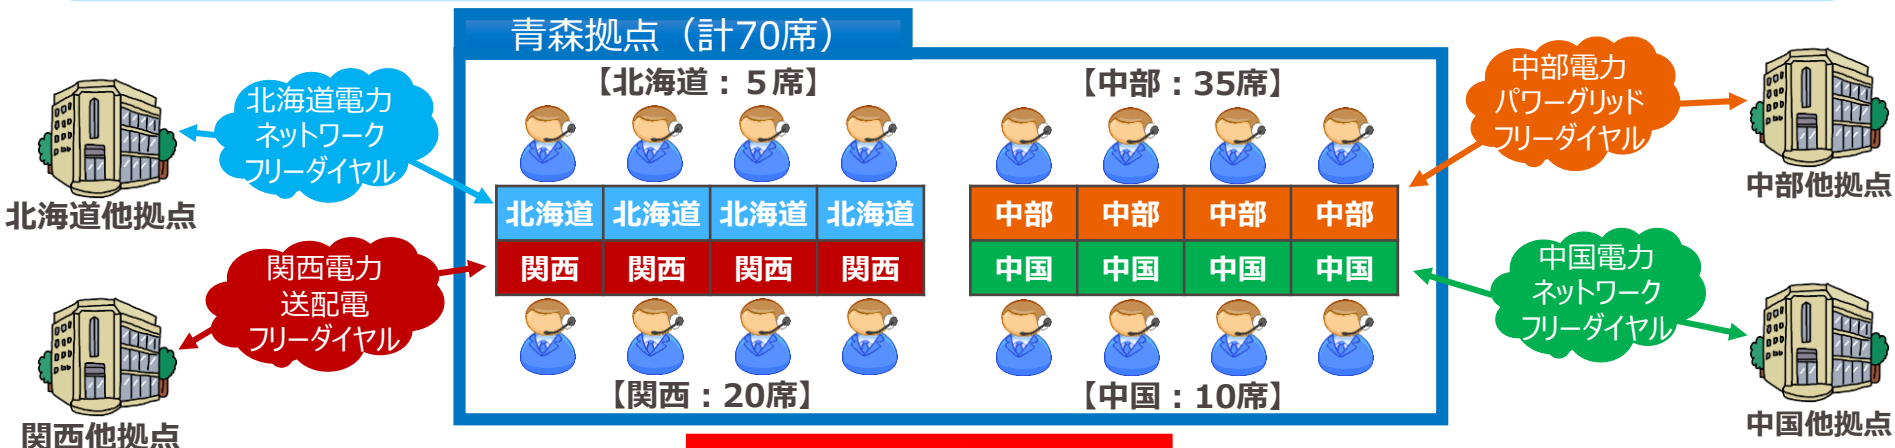 青森拠点（計70席）
【北海道：５席】
【中部：35席】
北海道電力
ネットワーク
フリーダイヤル
中部電力
パワーグリッド
フリーダイヤル
北海道他拠点
中部他拠点
北海道 北海道 北海道 北海道
中部 中部 中部 中部
関西 関西 関西 関西
中国 中国 中国 中国
関西電力
送配電
フリーダイヤル
中国電力
ネットワーク
フリーダイヤル
【関西：20席】
【中国：10席】
関西他拠点
中国他拠点